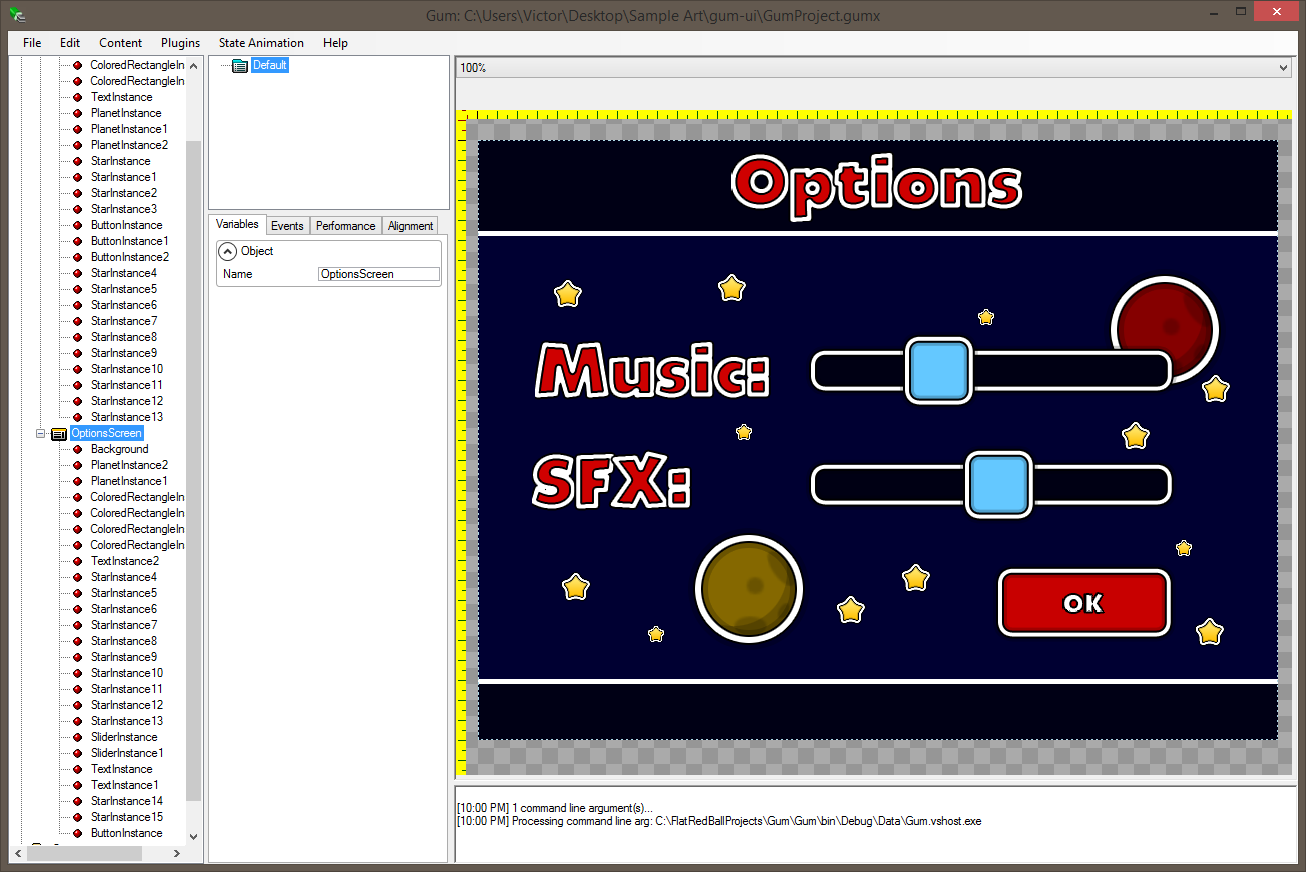 Gum: C:\Users\Victor\Desktop\Sample Art\gum-ui\GumProject.gumx
File Edit Content Plugins State Animation Help
ColoredRectangleIn
ColoredRectangleIn
TextInstance
PlanetInstance
PlanetInstance1
PlanetInstance2
StarInstance
StarInstance1
StarInstance2
StarInstance3
ButtonInstance
ButtonInstance1
ButtonInstance2
StarInstance4
StarInstance5
StarInstance6
StarInstance7
StarInstance8
StarInstance9
StarInstance10
StarInstance11
StarInstance12
StarInstance13
OptionsScreen
Background
PlanetInstance2
PlanetInstance1
ColoredRectangleIn
ColoredRectangleIn
ColoredRectangleIn
ColoredRectangleIn
TextInstance2
StarInstance4
StarInstance5
StarInstance6
StarInstance7
StarInstance8
StarInstance9
StarInstance10
StarInstance11
StarInstance12
StarInstance13
SliderInstance
SliderInstance1
TextInstance
TextInstance1
StarInstance14
StarInstance15
ButtonInstance
Default
Variables Events Performance Alignment
Object
Name OptionsScreen
100%
Options
Music:
SFX:
OK
[10:00 PM] 1 command line argument(s)...
[10:00 PM] Processing command line arg: C:\FlatRedBallProjects\Gum\Gum\bin\Debug\Data\Gum.vshost.exe